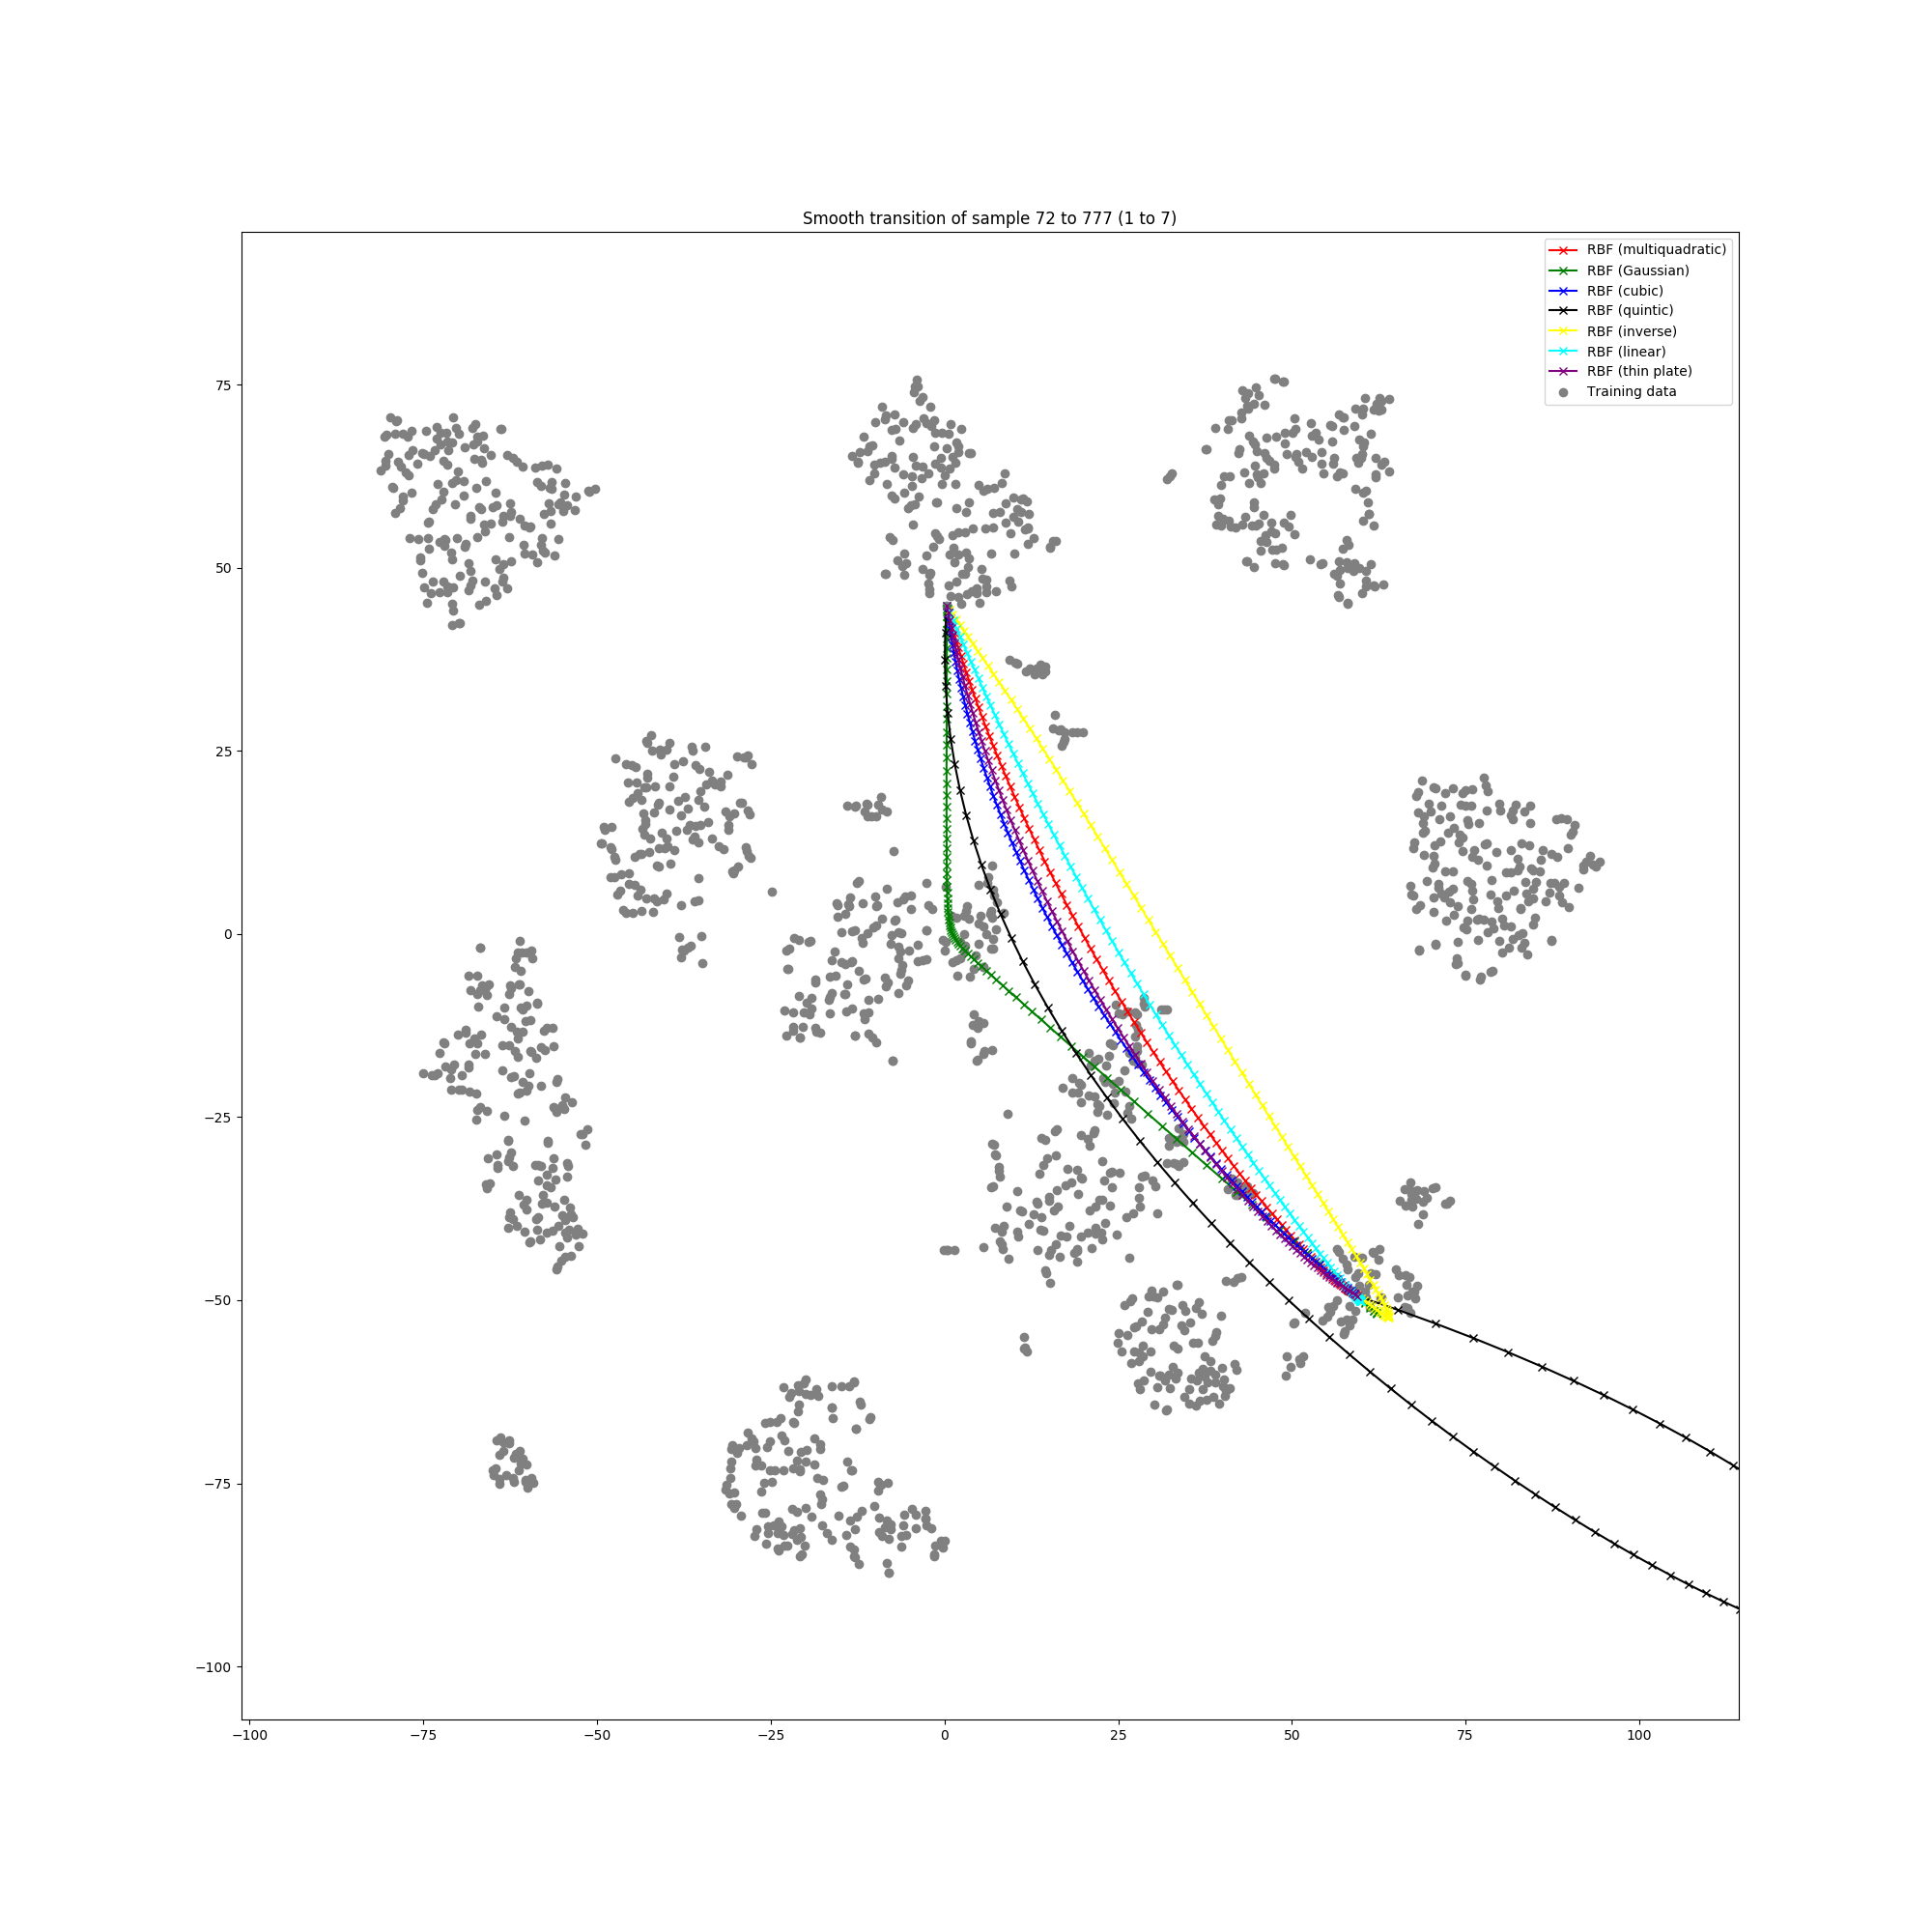 Smooth transition of sample 72 to 777 (1 to 7)
RBF (multiquadratic)
RBF (Gaussian)
RBF (cubic)
RBF (quintic)
RBF (inverse)
RBF (linear)
RBF (thin plate)
Training data
75
50
25
0
−25
−50
−75
−100
−100 −75 −50 −25 0 25 50 75 100